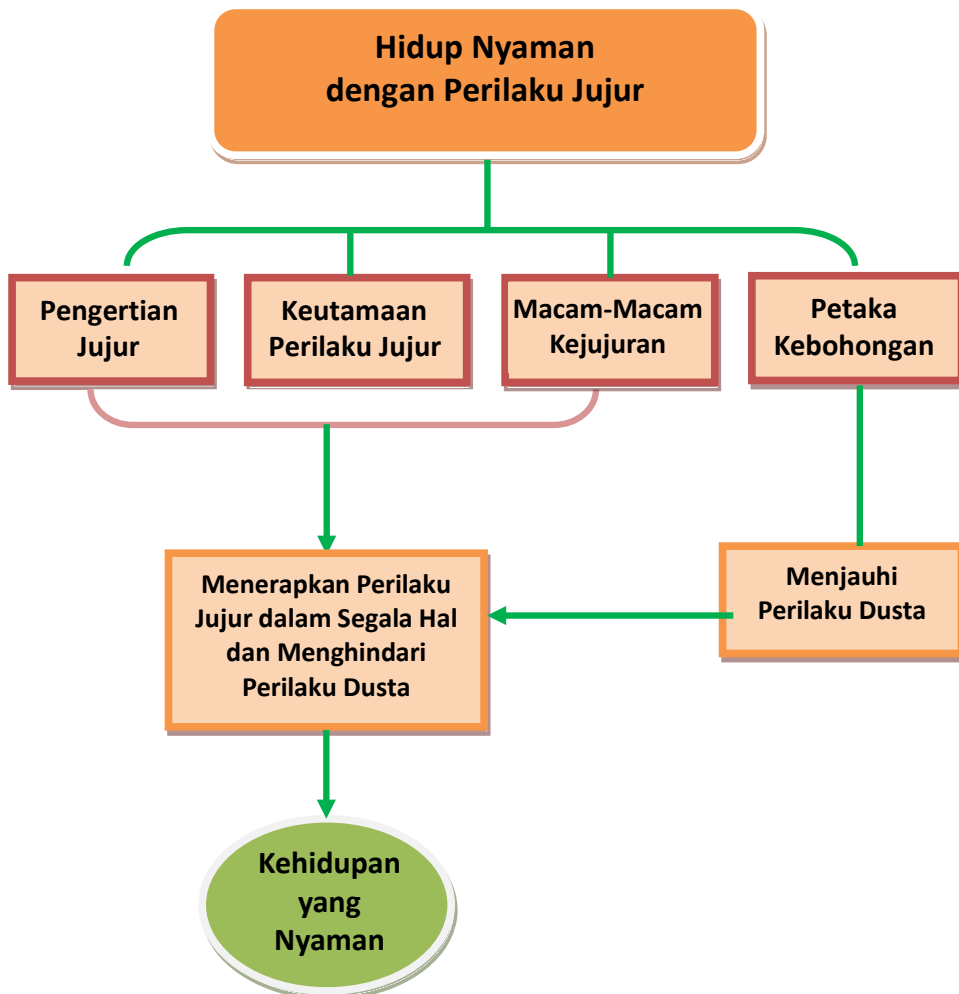 Hidup Nyaman
dengan Perilaku Jujur
Pengertian
Jujur
Keutamaan
Perilaku Jujur
Macam-Macam
Kejujuran
Petaka
Kebohongan
Menerapkan Perilaku
Jujur dalam Segala Hal
dan Menghindari
Perilaku Dusta
Menjauhi
Perilaku Dusta
Kehidupan
yang
Nyaman